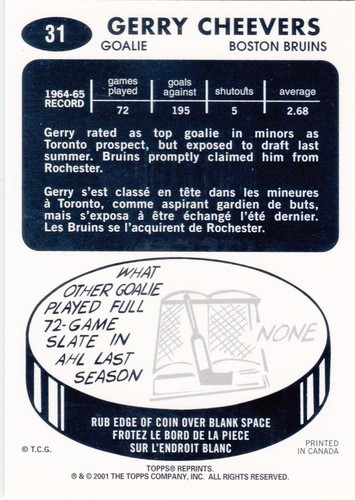 31
GERRY CHEEVERS
GOALIE BOSTON BRUINS
games goals
played against shutouts average
1964-65
RECORD 72 195 5 2.68
Gerry rated as top goalie in minors as
Toronto prospect, but exposed to draft last
summer. Bruins promptly claimed him from
Rochester.
Gerry s'est classé en tête dans les mineures
à Toronto, comme aspirant gardien de buts,
mais s'exposa à être échangé l'été dernier.
Les Bruins se l'acquirent de Rochester.
WHAT
OTHER GOALIE
PLAYED FULL
72-GAME
SLATE IN
AHL LAST
SEASON
NONE
RUB EDGE OF COIN OVER BLANK SPACE
FROTEZ LE BORD DE LA PIECE
SUR L'ENDROIT BLANC
© T.C.G.
PRINTED
IN CANADA
TOPPS® REPRINTS.
® & © 2001 THE TOPPS COMPANY, INC. ALL RIGHTS RESERVED.